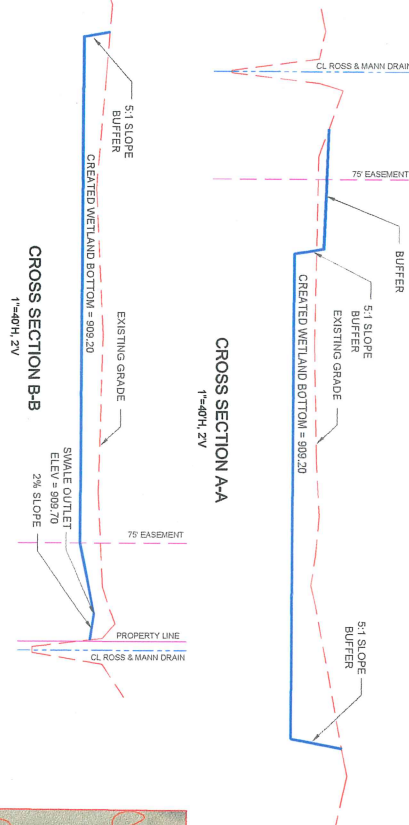 CL ROSS & MANN DRAIN
75' EASEMENT
BUFFER
5:1 SLOPE
BUFFER
EXISTING GRADE
CREATED WETLAND BOTTOM = 909.20
5:1 SLOPE
BUFFER
CROSS SECTION A-A
1"=40'H, 2'V
5:1 SLOPE
BUFFER
CREATED WETLAND BOTTOM = 909.20
EXISTING GRADE
SWALE OUTLET
ELEV = 909.70
2% SLOPE
75' EASEMENT
PROPERTY LINE
CL ROSS & MANN DRAIN
CROSS SECTION B-B
1"=40'H, 2'V